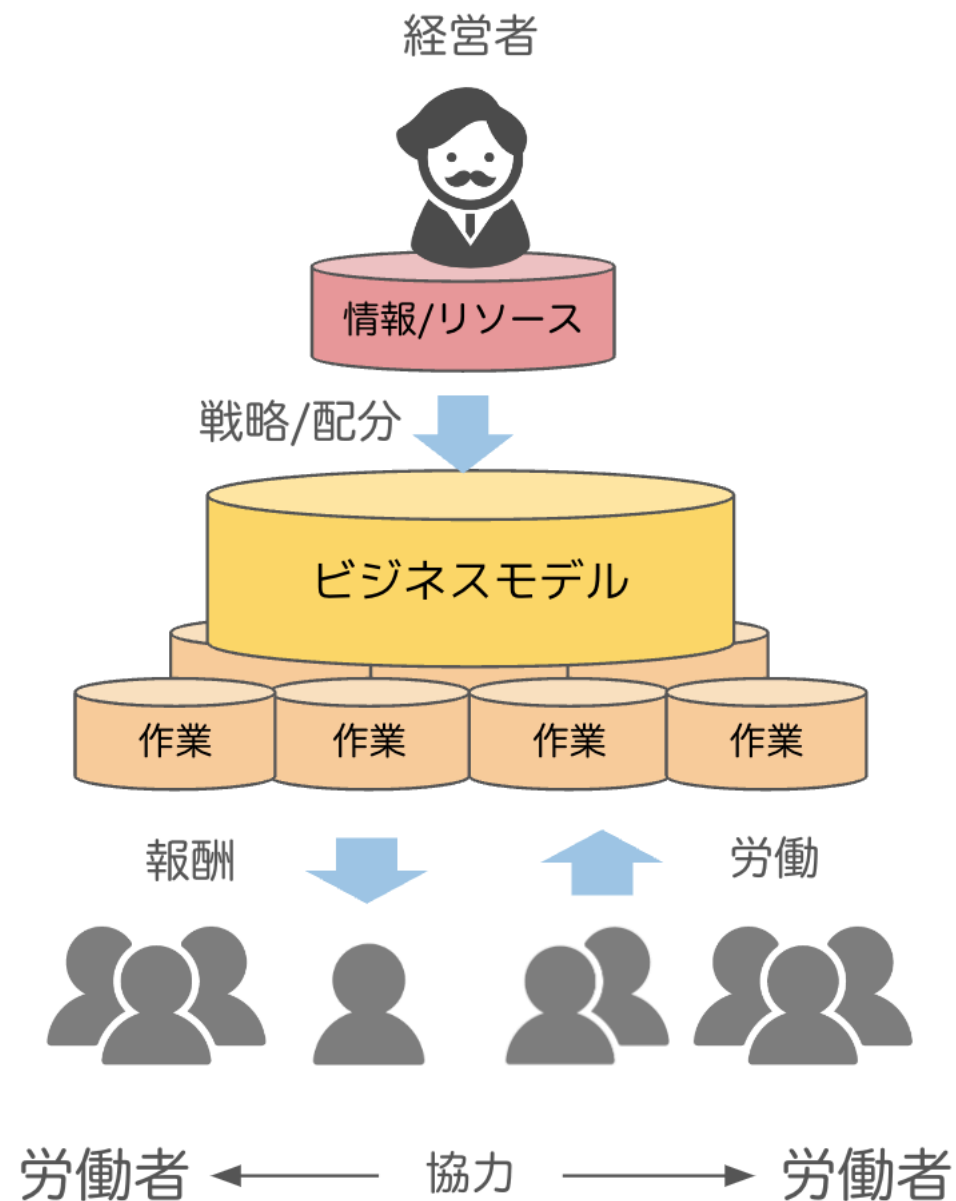 経営者
情報/リソース
戦略/配分
ビジネスモデル
作業 作業 作業 作業
報酬 労働
労働者 協力 労働者